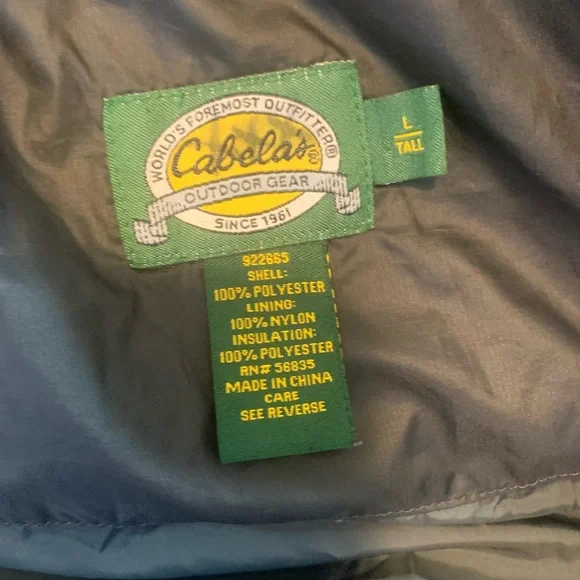 WORLD'S FOREMOST OUTFITTER®
Cabela's®
OUTDOOR GEAR
SINCE 1961
L
TALL
922665
SHELL:
100% POLYESTER
LINING:
100% NYLON
INSULATION:
100% POLYESTER
RN# 56835
MADE IN CHINA
CARE
SEE REVERSE